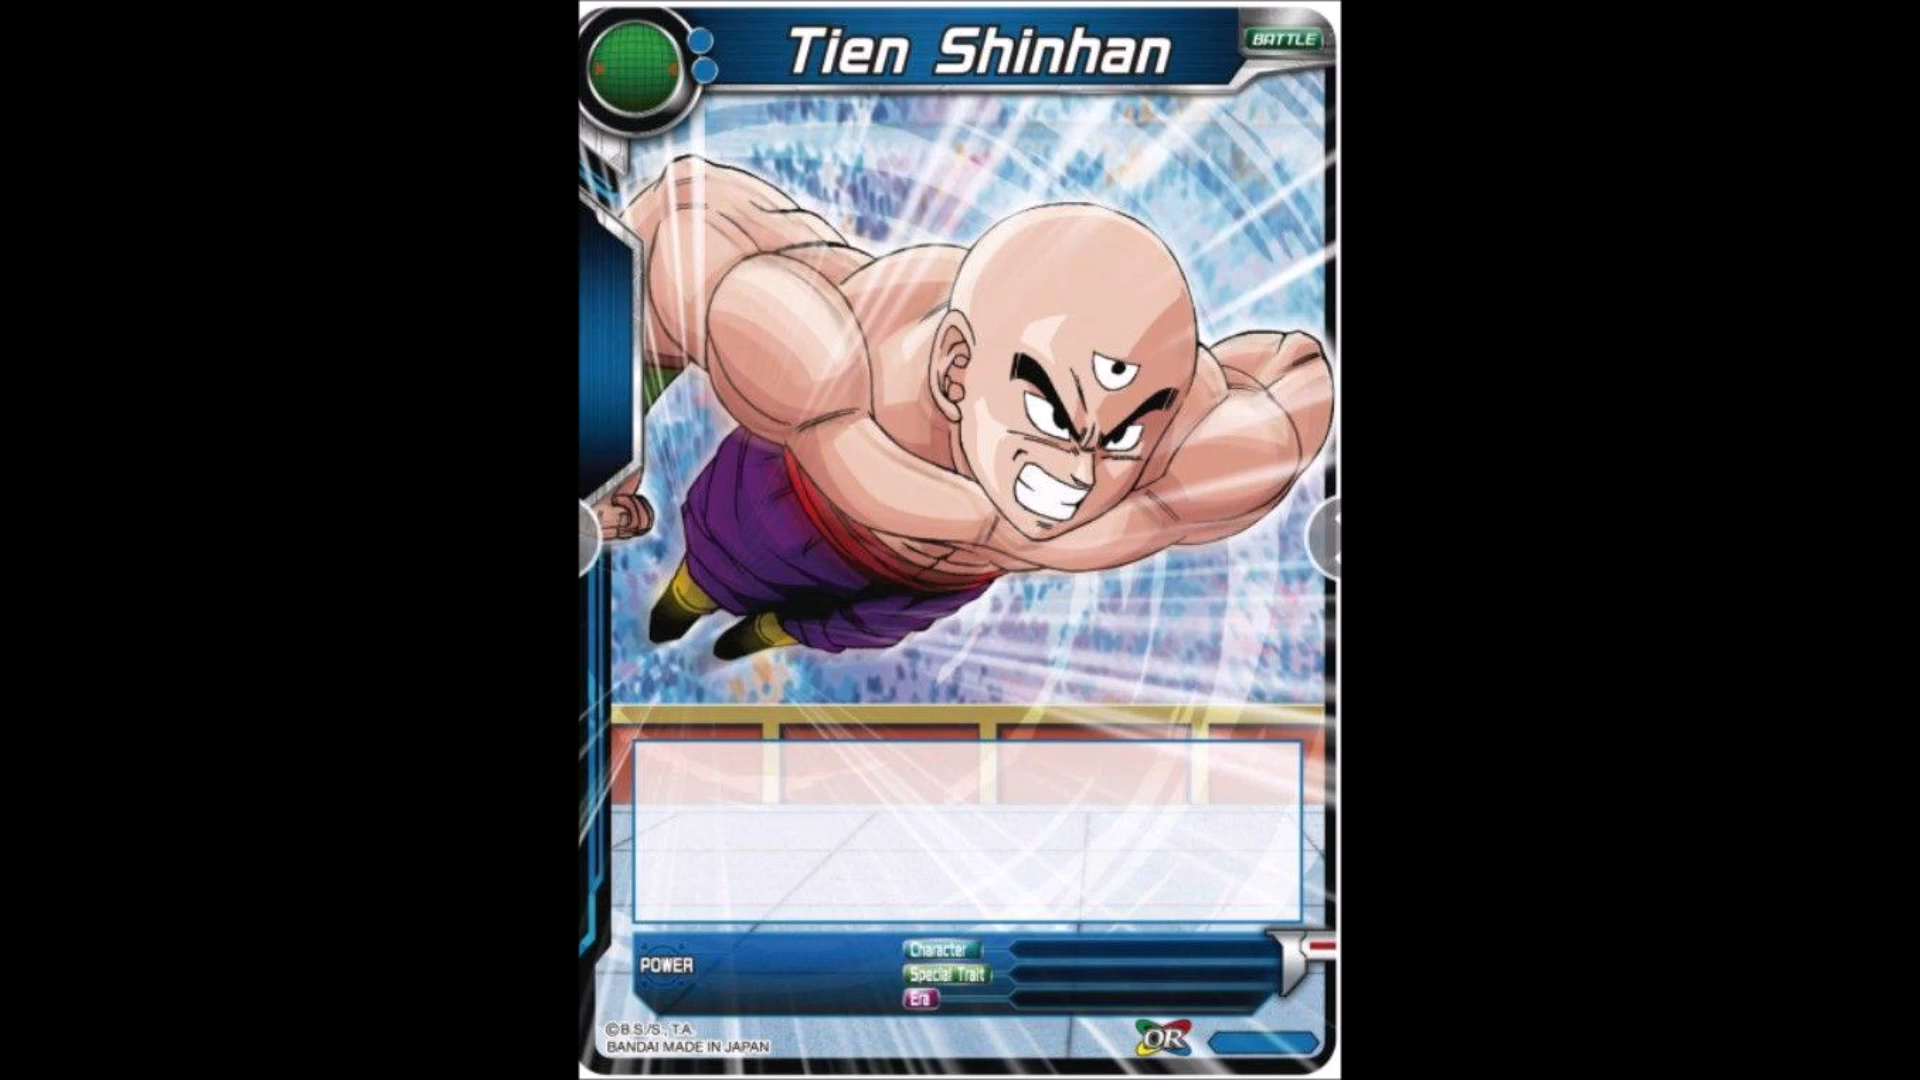 Tien Shinhan
BATTLE
POWER
Character
Special Trait
Era
©B.S./S., T.A.
BANDAI MADE IN JAPAN
OR